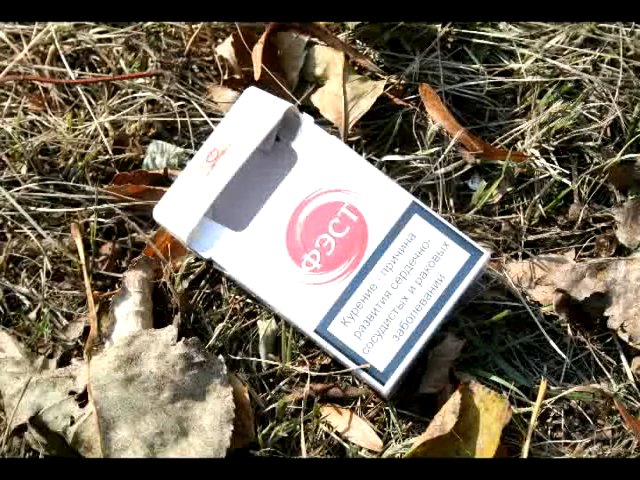 ФЭСТ
Курение - причина
развития сердечно-
сосудистых и раковых
заболеваний